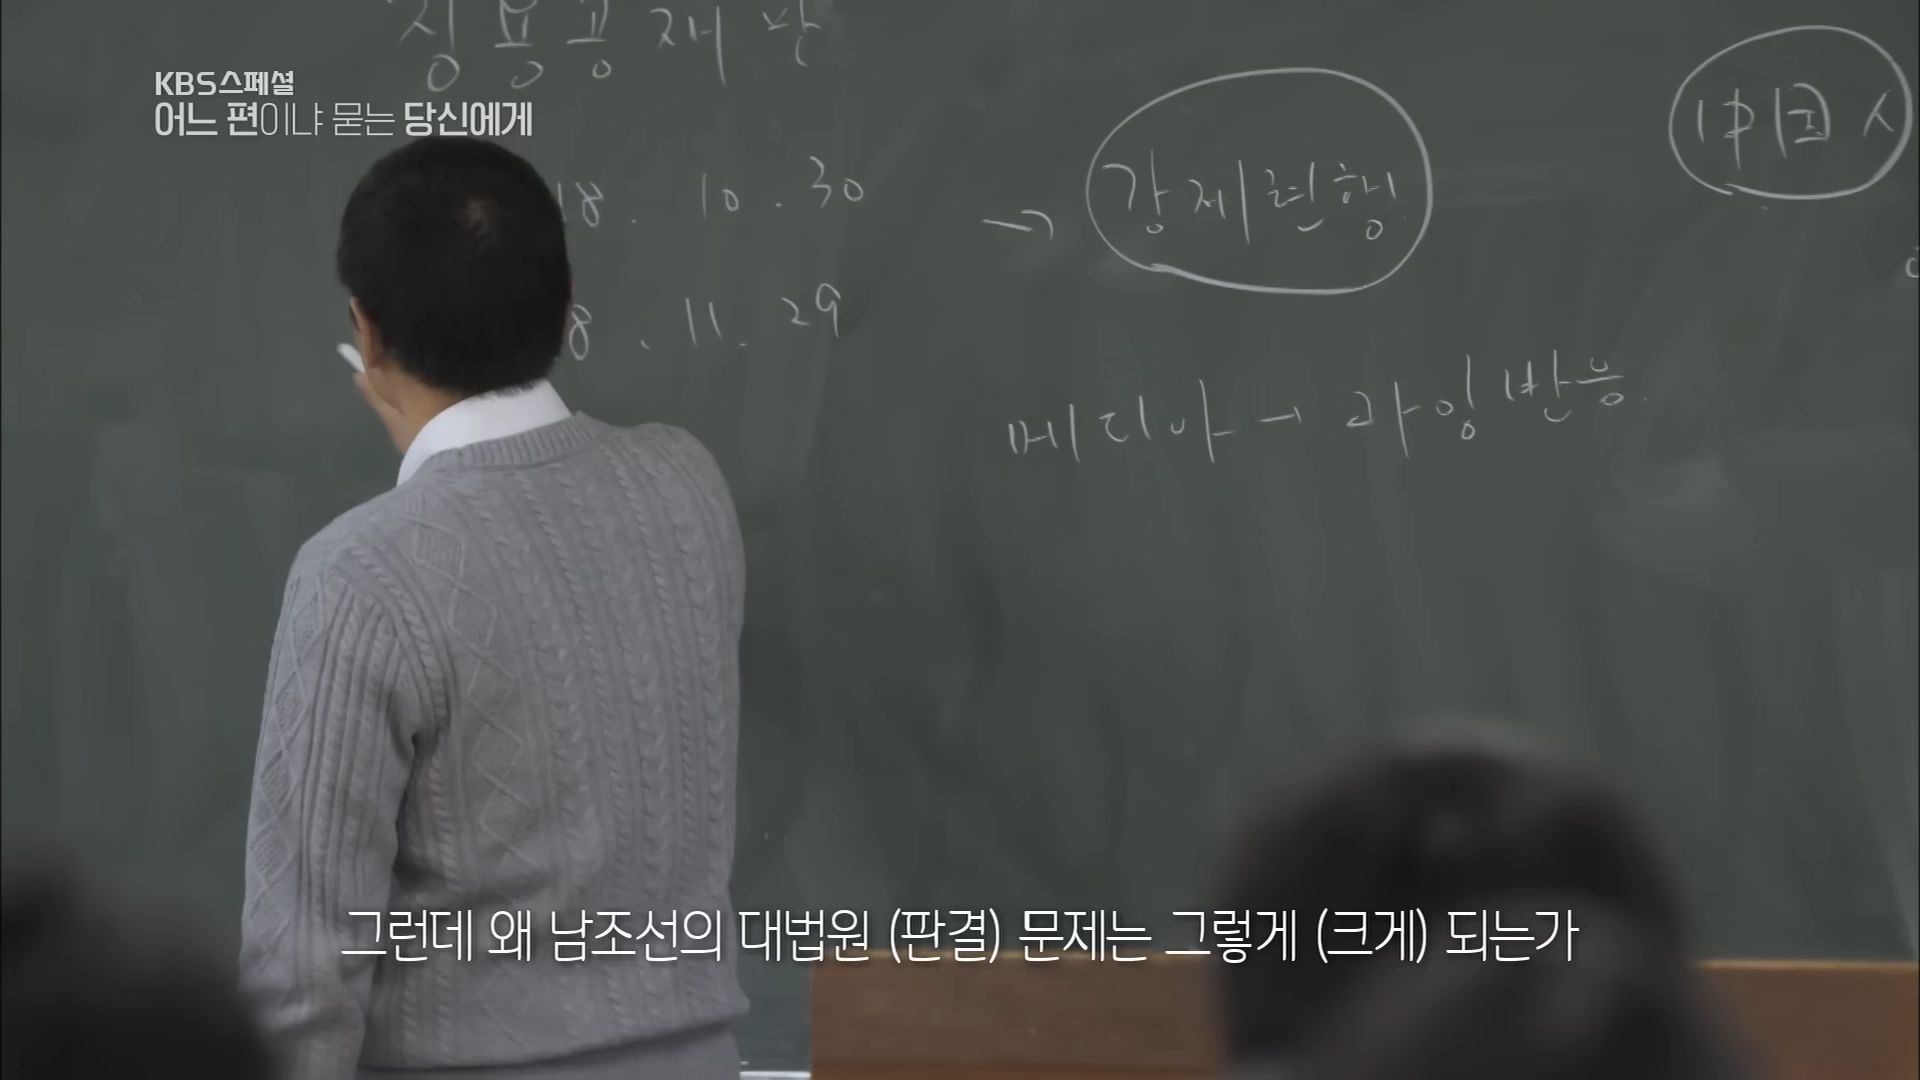 징용공재판
KBS스페셜
어느 편이냐 묻는 당신에게
18. 10. 30
→ 강제련행
中国人
8. 11. 29
메디아 → 과잉반응.
그런데 왜 남조선의 대법원 (판결) 문제는 그렇게 (크게) 되는가